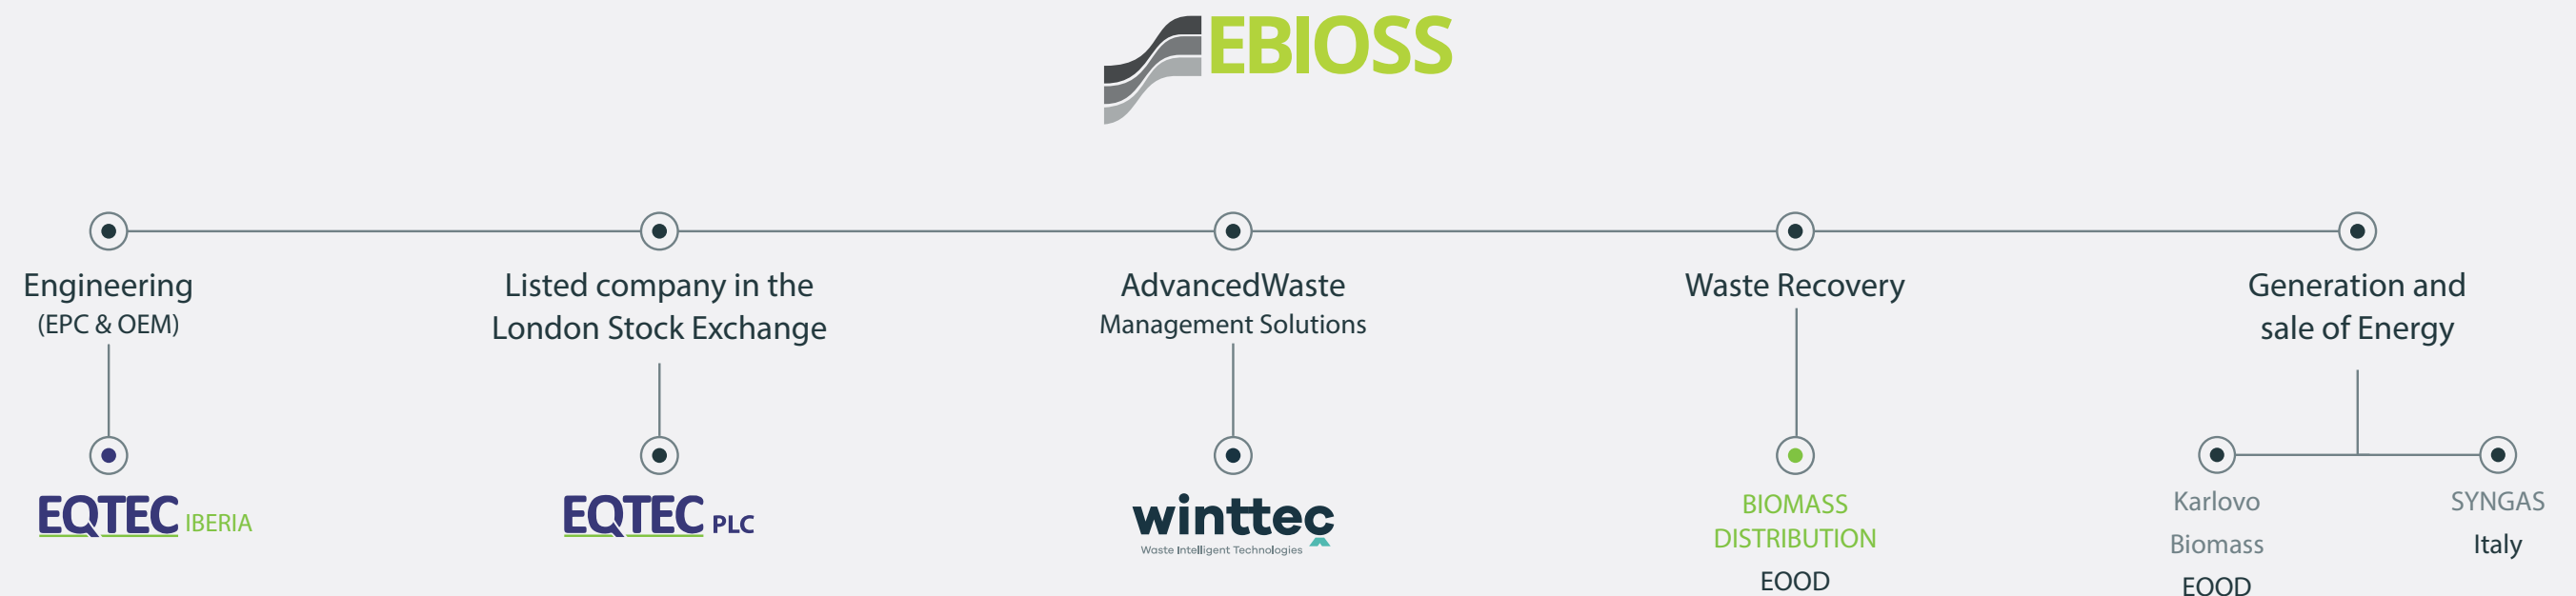 EBIOSS
Engineering
(EPC & OEM)
EQTEC IBERIA
Listed company in the
London Stock Exchange
EQTEC PLC
AdvancedWaste
Management Solutions
winttec
Waste Intelligent Technologies
Waste Recovery
BIOMASS
DISTRIBUTION
EOOD
Generation and
sale of Energy
Karlovo
Biomass
EOOD
SYNGAS
Italy